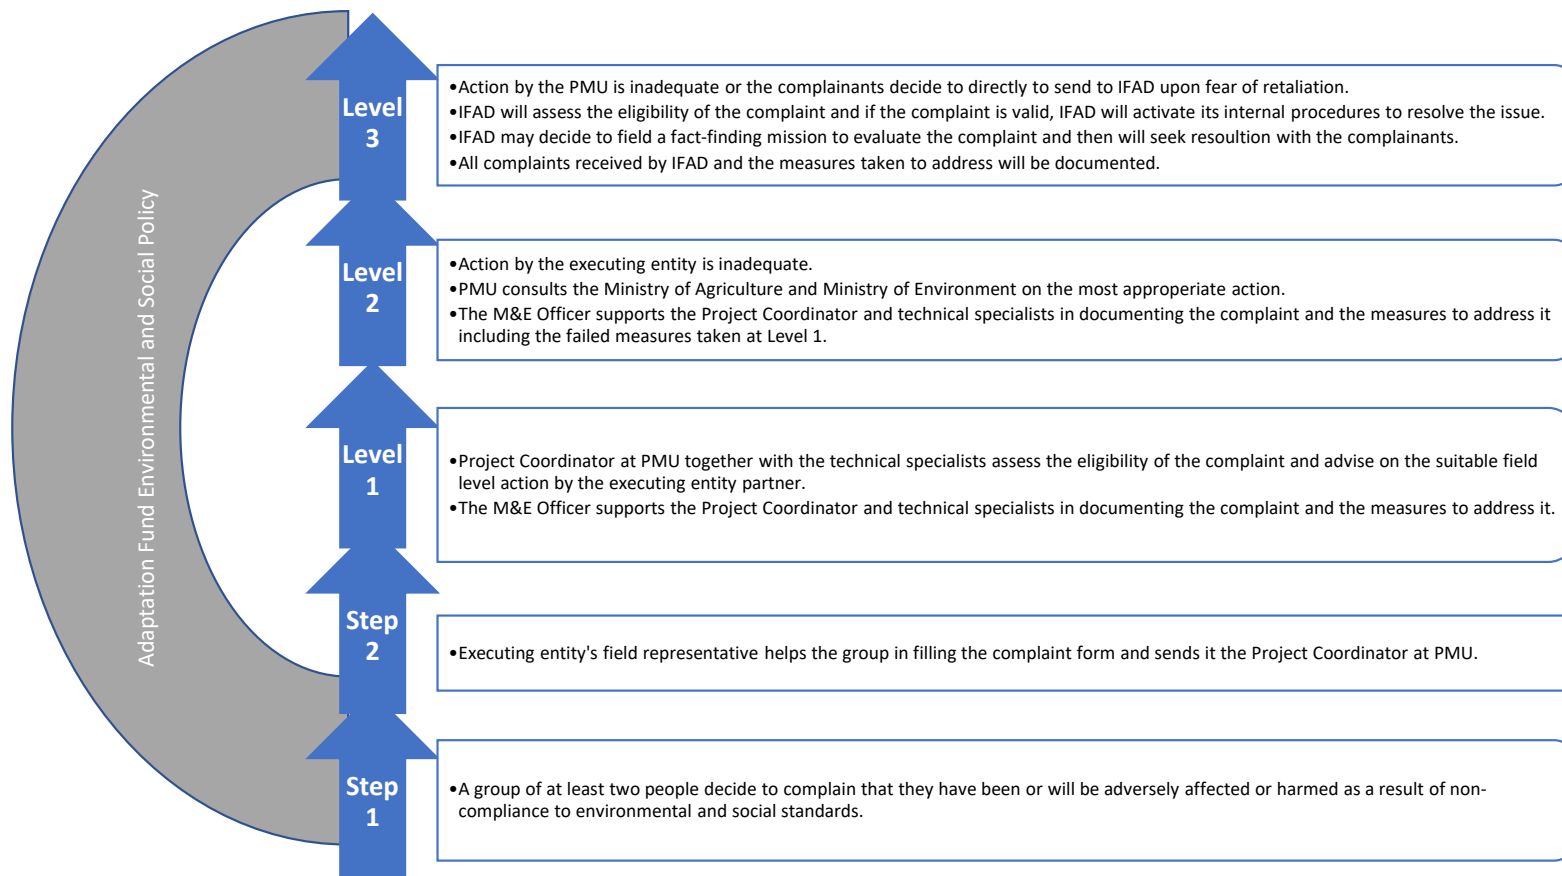 Adaptation Fund Environmental and Social Policy
Level
3
•Action by the PMU is inadequate or the complainants decide to directly to send to IFAD upon fear of retaliation.
•IFAD will assess the eligibility of the complaint and if the complaint is valid, IFAD will activate its internal procedures to resolve the issue.
•IFAD may decide to field a fact-finding mission to evaluate the complaint and then will seek resoultion with the complainants.
•All complaints received by IFAD and the measures taken to address will be documented.
Level
2
•Action by the executing entity is inadequate.
•PMU consults the Ministry of Agriculture and Ministry of Environment on the most approperiate action.
•The M&E Officer supports the Project Coordinator and technical specialists in documenting the complaint and the measures to address it
including the failed measures taken at Level 1.
Level
1
•Project Coordinator at PMU together with the technical specialists assess the eligibility of the complaint and advise on the suitable field
level action by the executing entity partner.
•The M&E Officer supports the Project Coordinator and technical specialists in documenting the complaint and the measures to address it.
Step
2
•Executing entity's field representative helps the group in filling the complaint form and sends it the Project Coordinator at PMU.
Step
1
•A group of at least two people decide to complain that they have been or will be adversely affected or harmed as a result of non-
compliance to environmental and social standards.